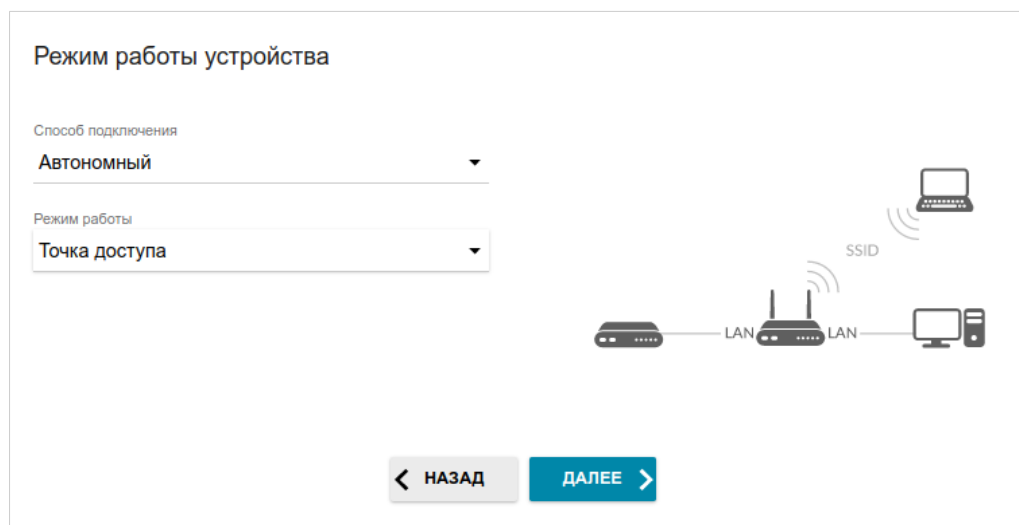 Режим работы устройства
Способ подключения
Автономный
Режим работы
Точка доступа
SSID
LAN LAN
НАЗАД ДАЛЕЕ